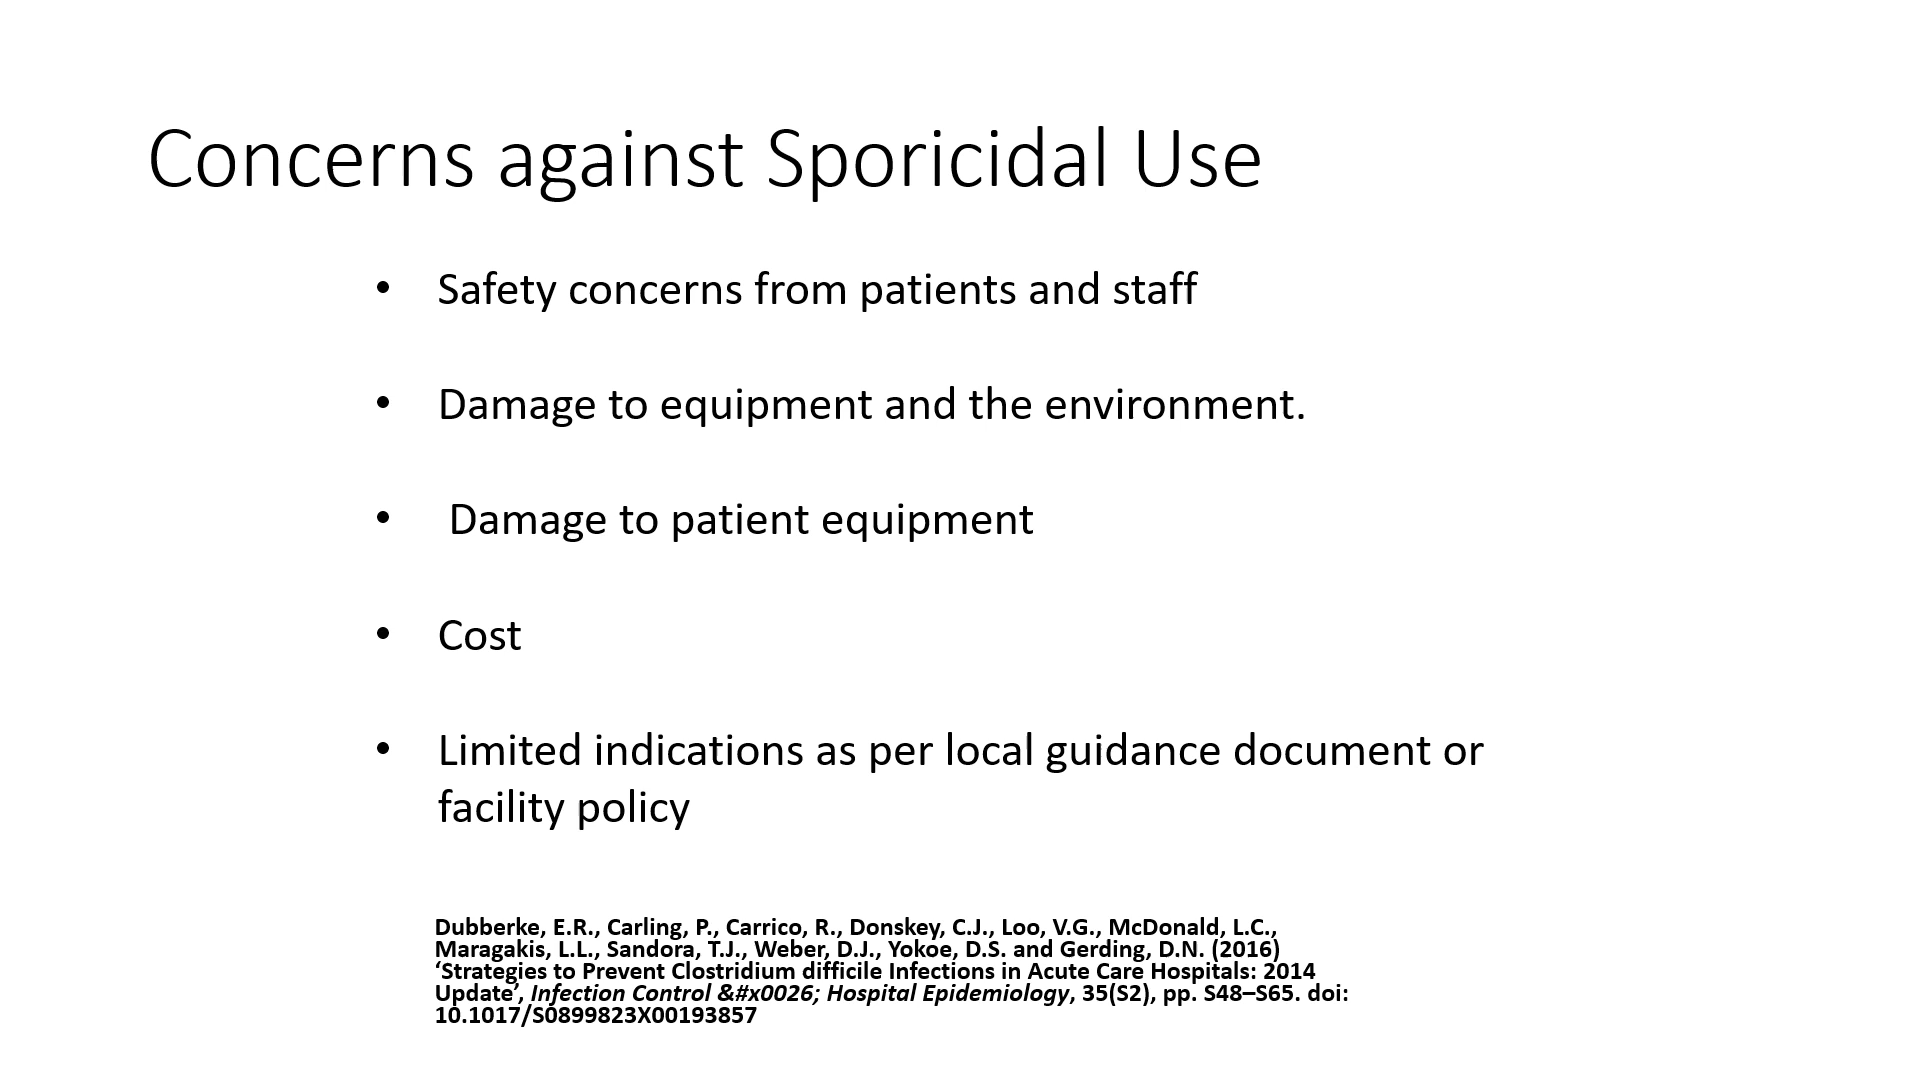 Concerns against Sporicidal Use
• Safety concerns from patients and staff
• Damage to equipment and the environment.
• Damage to patient equipment
• Cost
• Limited indications as per local guidance document or
facility policy
Dubberke, E.R., Carling, P., Carrico, R., Donskey, C.J., Loo, V.G., McDonald, L.C.,
Maragakis, L.L., Sandora, T.J., Weber, D.J., Yokoe, D.S. and Gerding, D.N. (2016)
‘Strategies to Prevent Clostridium difficile Infections in Acute Care Hospitals: 2014
Update’, Infection Control &#x0026; Hospital Epidemiology, 35(S2), pp. S48–S65. doi:
10.1017/S0899823X00193857